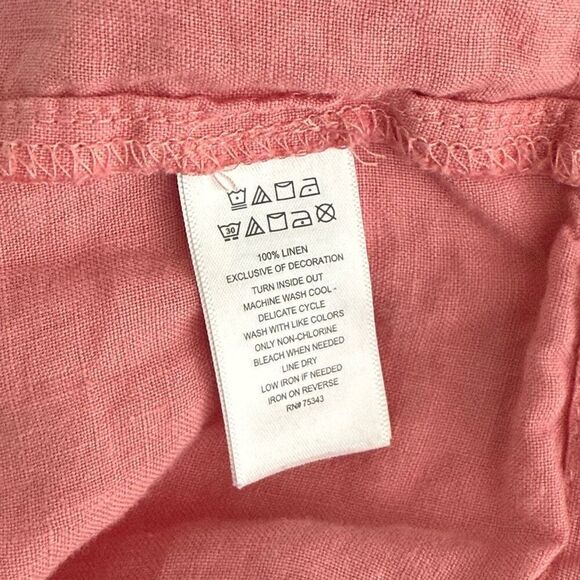 30
100% LINEN
EXCLUSIVE OF DECORATION
TURN INSIDE OUT
MACHINE WASH COOL -
DELICATE CYCLE
WASH WITH LIKE COLORS
ONLY NON-CHLORINE
BLEACH WHEN NEEDED
LINE DRY
LOW IRON IF NEEDED
IRON ON REVERSE
RN# 75343